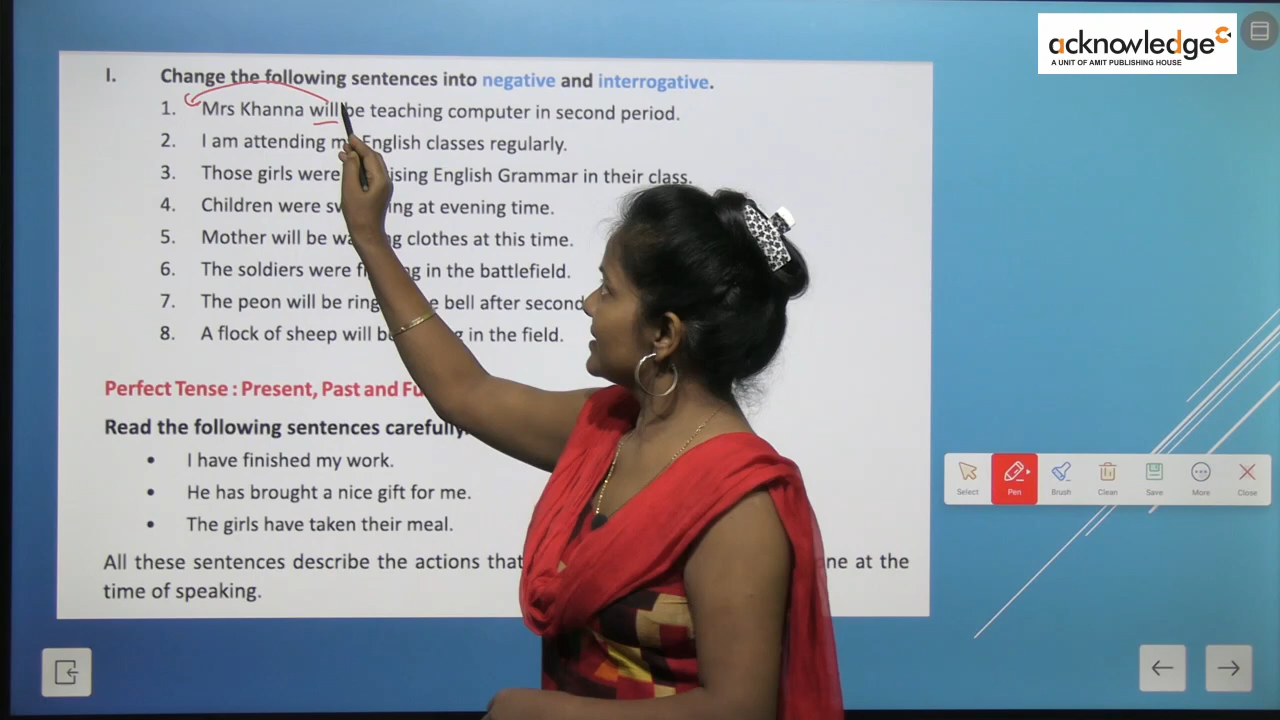 acknowledge
A UNIT OF AMIT PUBLISHING HOUSE
I. Change the following sentences into negative and interrogative.
1. Mrs Khanna will be teaching computer in second period.
2. I am attending my English classes regularly.
3. Those girls were ising English Grammar in their class.
4. Children were sw ing at evening time.
5. Mother will be wa g clothes at this time.
6. The soldiers were f g in the battlefield.
7. The peon will be ring e bell after second
8. A flock of sheep will be g in the field.
Perfect Tense : Present, Past and Fu
Read the following sentences carefully.
• I have finished my work.
• He has brought a nice gift for me.
• The girls have taken their meal.
All these sentences describe the actions that ne at the
time of speaking.
Select Pen Brush Clean Save More Close